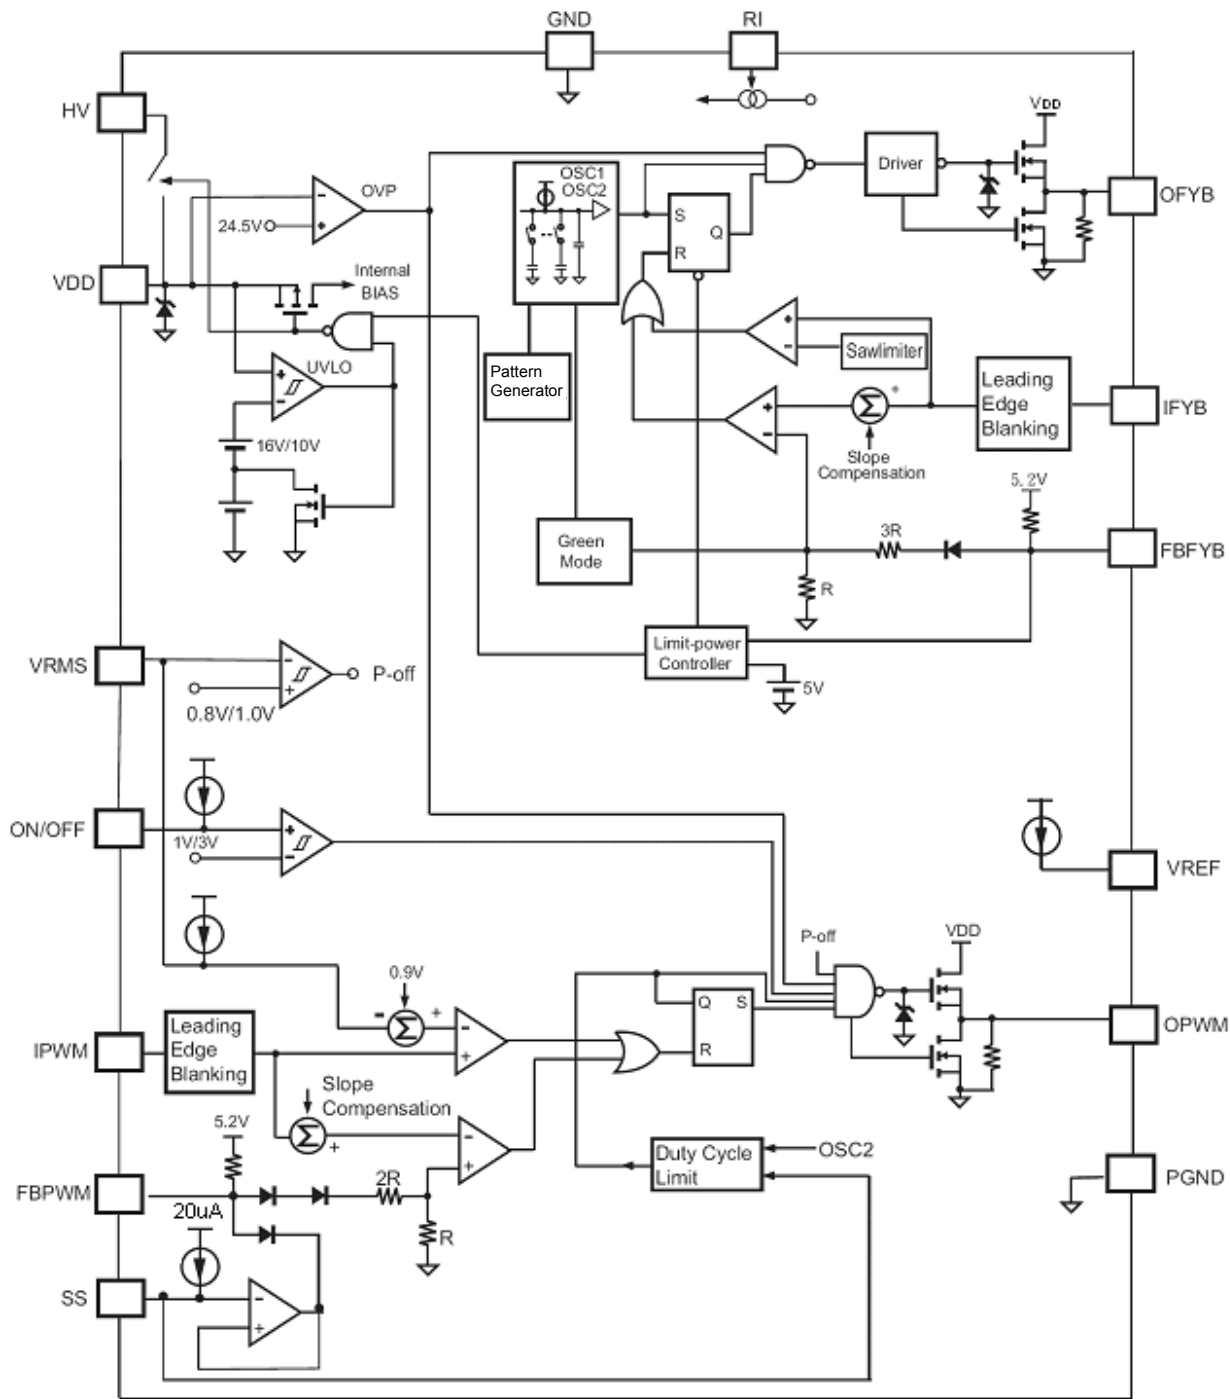 GND
RI
HV
VDD
OSC1
OSC2
Driver
OVP
24.5V
S
Q
R
OFYB
VDD
Internal
BIAS
+
-
Sawlimiter
UVLO
+
-
Pattern
Generator
Leading
Edge
Blanking
IFYB
+
-
Σ
+
16V/10V
Slope
Compensation
5.2V
Green
Mode
3R
FBFYB
R
VRMS
-
+
P-off
0.8V/1.0V
Limit-power
Controller
5V
ON/OFF
+
-
1V/3V
VREF
P-off
VDD
0.9V
-
Σ
+
-
+
Q
S
R
OPWM
IPWM
Leading
Edge
Blanking
Slope
Compensation
Σ
+
-
+
5.2V
Duty Cycle
Limit
OSC2
PGND
FBPWM
2R
20uA
R
SS
-
+